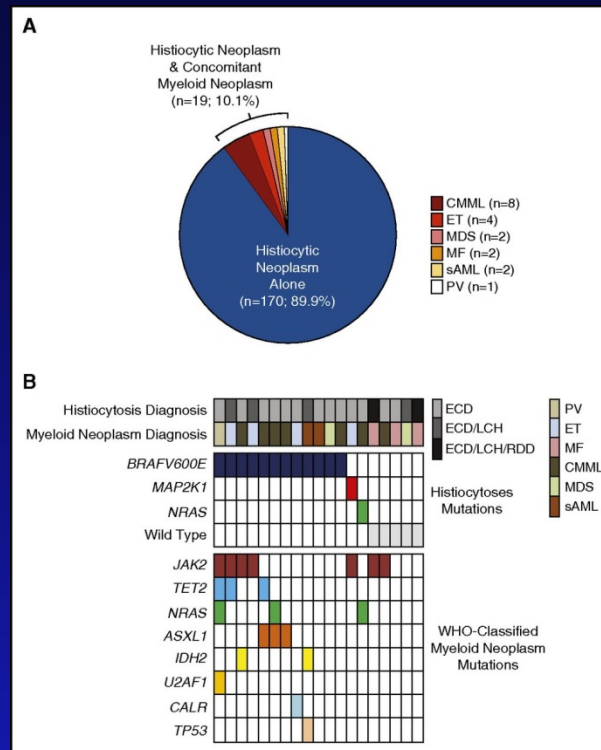 A
Histiocytic Neoplasm
& Concomitant
Myeloid Neoplasm
(n=19; 10.1%)
Histiocytic
Neoplasm
Alone
(n=170; 89.9%)
CMML (n=8)
ET (n=4)
MDS (n=2)
MF (n=2)
sAML (n=2)
PV (n=1)
B
Histiocytosis Diagnosis
Myeloid Neoplasm Diagnosis
BRAFV600E
MAP2K1
NRAS
Wild Type
ECD
ECD/LCH
ECD/LCH/RDD
Histiocytoses
Mutations
PV
ET
MF
CMML
MDS
sAML
JAK2
TET2
NRAS
ASXL1
IDH2
U2AF1
CALR
TP53
WHO-Classified
Myeloid Neoplasm
Mutations